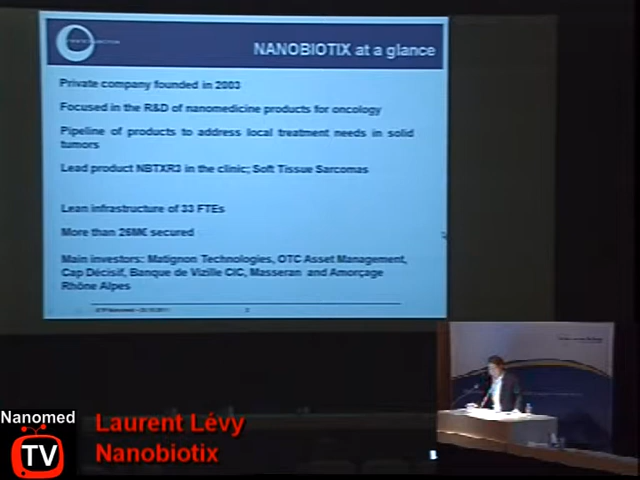 NANOBIOTIX at a glance
Private company founded in 2003
Focused in the R&D of nanomedicine products for oncology
Pipeline of products to address local treatment needs in solid
tumors
Lead product NBTXR3 in the clinic; Soft Tissue Sarcomas
Lean infrastructure of 33 FTEs
More than 26M€ secured
Main investors: Matignon Technologies, OTC Asset Management,
Cap Décisif, Banque de Vizille CIC, Masseran and Amorçage
Rhône Alpes
Nanomed
TV
Laurent Lévy
Nanobiotix